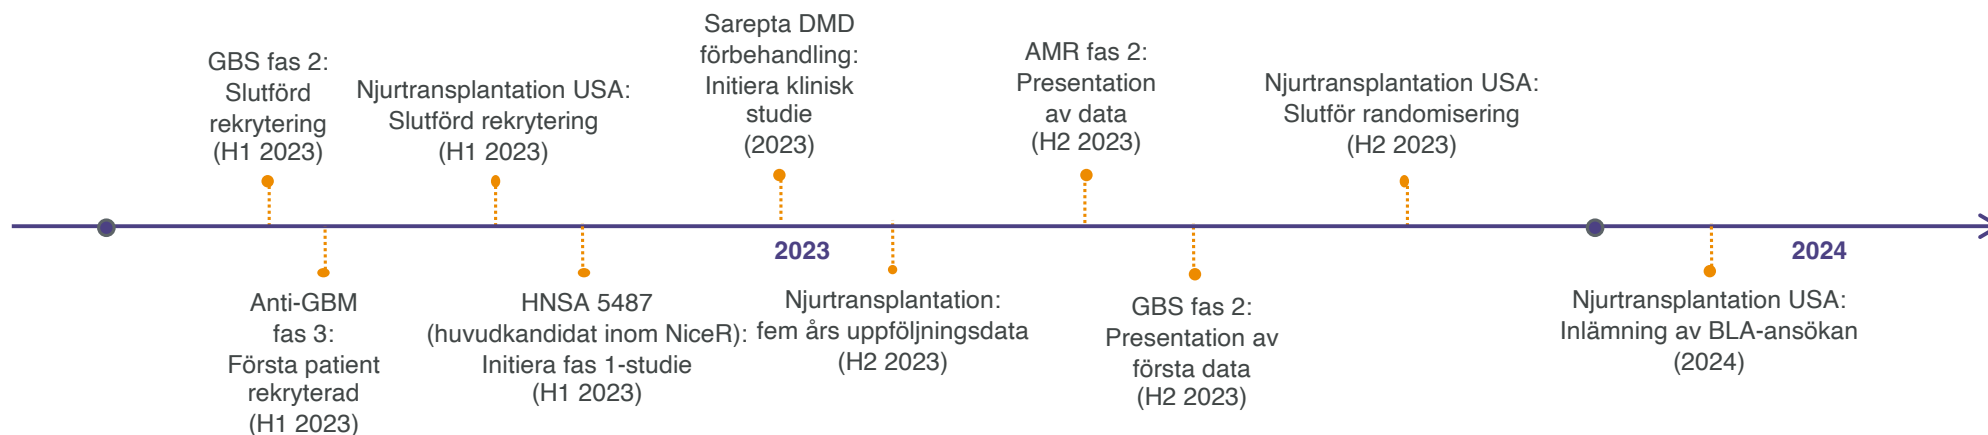 GBS fas 2:
Slutförd
rekrytering
(H1 2023)
Njurtransplantation USA:
Slutförd rekrytering
(H1 2023)
Sarepta DMD
förbehandling:
Initiera klinisk
studie
(2023)
AMR fas 2:
Presentation
av data
(H2 2023)
Njurtransplantation USA:
Slutför randomisering
(H2 2023)
2023
2024
Anti-GBM
fas 3:
Första patient
rekryterad
(H1 2023)
HNSA 5487
(huvudkandidat inom NiceR):
Initiera fas 1-studie
(H1 2023)
Njurtransplantation:
fem års uppföljningsdata
(H2 2023)
GBS fas 2:
Presentation av
första data
(H2 2023)
Njurtransplantation USA:
Inlämning av BLA-ansökan
(2024)